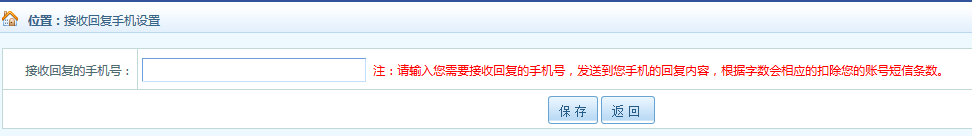 位置：接收回复手机设置
接收回复的手机号： 注：请输入您需要接收回复的手机号，发送到您手机的回复内容，根据字数会相应的扣除您的账号短信条数。
保 存 返 回